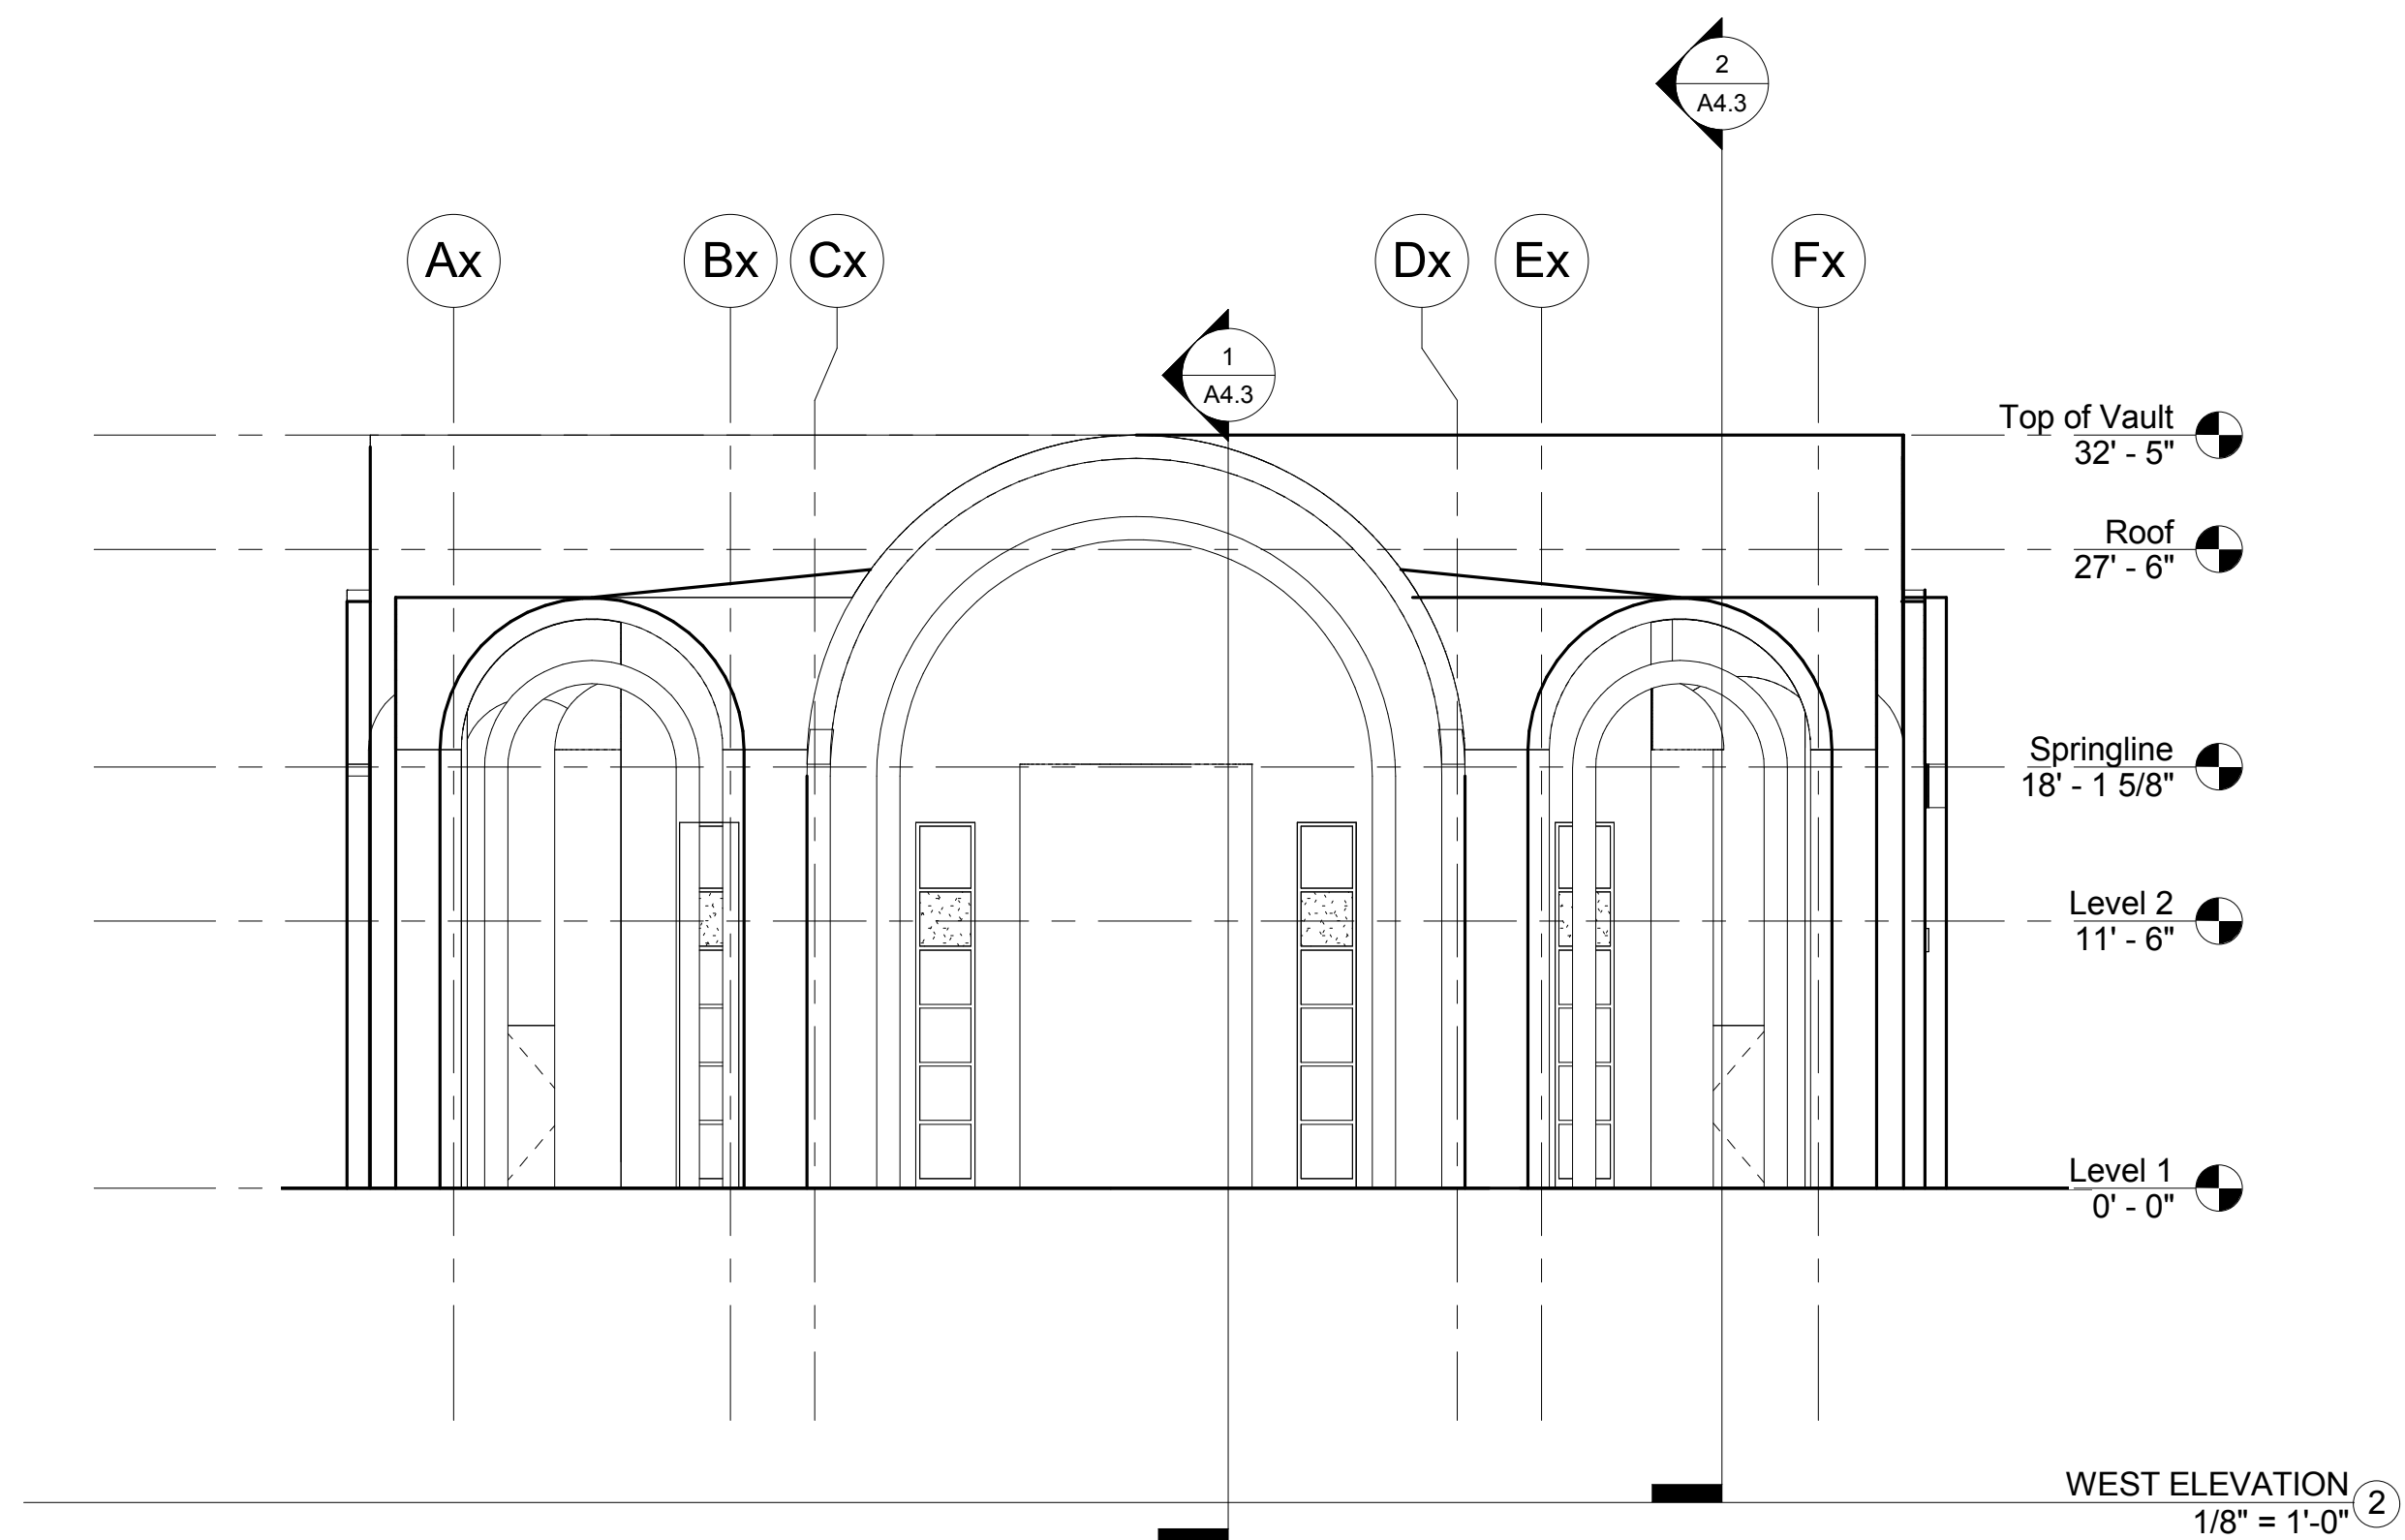 2
A4.3
Ax
Bx
Cx
Dx
Ex
Fx
1
A4.3
Top of Vault
32' - 5"
Roof
27' - 6"
Springline
18' - 1 5/8"
Level 2
11' - 6"
Level 1
0' - 0"
WEST ELEVATION
2
1/8" = 1'-0"